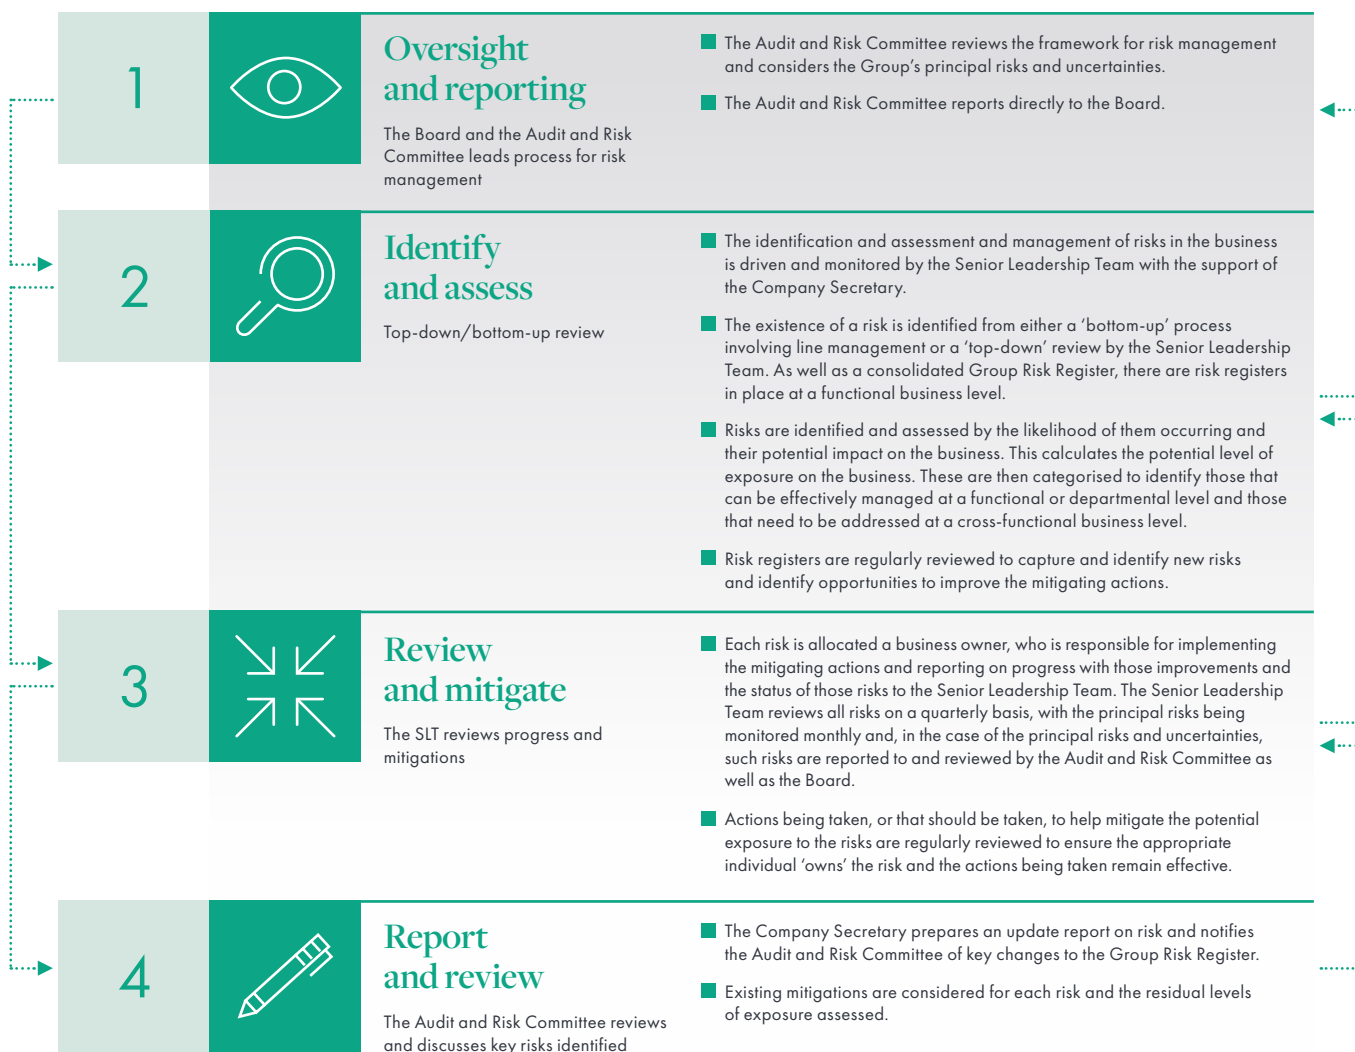 1
Oversight
and reporting
The Board and the Audit and Risk
Committee leads process for risk
management
■ The Audit and Risk Committee reviews the framework for risk management
and considers the Group’s principal risks and uncertainties.
■ The Audit and Risk Committee reports directly to the Board.
2
Identify
and assess
Top-down/bottom-up review
■ The identification and assessment and management of risks in the business
is driven and monitored by the Senior Leadership Team with the support of
the Company Secretary.
■ The existence of a risk is identified from either a ‘bottom-up’ process
involving line management or a ‘top-down’ review by the Senior Leadership
Team. As well as a consolidated Group Risk Register, there are risk registers
in place at a functional business level.
■ Risks are identified and assessed by the likelihood of them occurring and
their potential impact on the business. This calculates the potential level of
exposure on the business. These are then categorised to identify those that
can be effectively managed at a functional or departmental level and those
that need to be addressed at a cross-functional business level.
■ Risk registers are regularly reviewed to capture and identify new risks
and identify opportunities to improve the mitigating actions.
3
Review
and mitigate
The SLT reviews progress and
mitigations
■ Each risk is allocated a business owner, who is responsible for implementing
the mitigating actions and reporting on progress with those improvements and
the status of those risks to the Senior Leadership Team. The Senior Leadership
Team reviews all risks on a quarterly basis, with the principal risks being
monitored monthly and, in the case of the principal risks and uncertainties,
such risks are reported to and reviewed by the Audit and Risk Committee as
well as the Board.
■ Actions being taken, or that should be taken, to help mitigate the potential
exposure to the risks are regularly reviewed to ensure the appropriate
individual ‘owns’ the risk and the actions being taken remain effective.
4
Report
and review
The Audit and Risk Committee reviews
and discusses key risks identified
■ The Company Secretary prepares an update report on risk and notifies
the Audit and Risk Committee of key changes to the Group Risk Register.
■ Existing mitigations are considered for each risk and the residual levels
of exposure assessed.